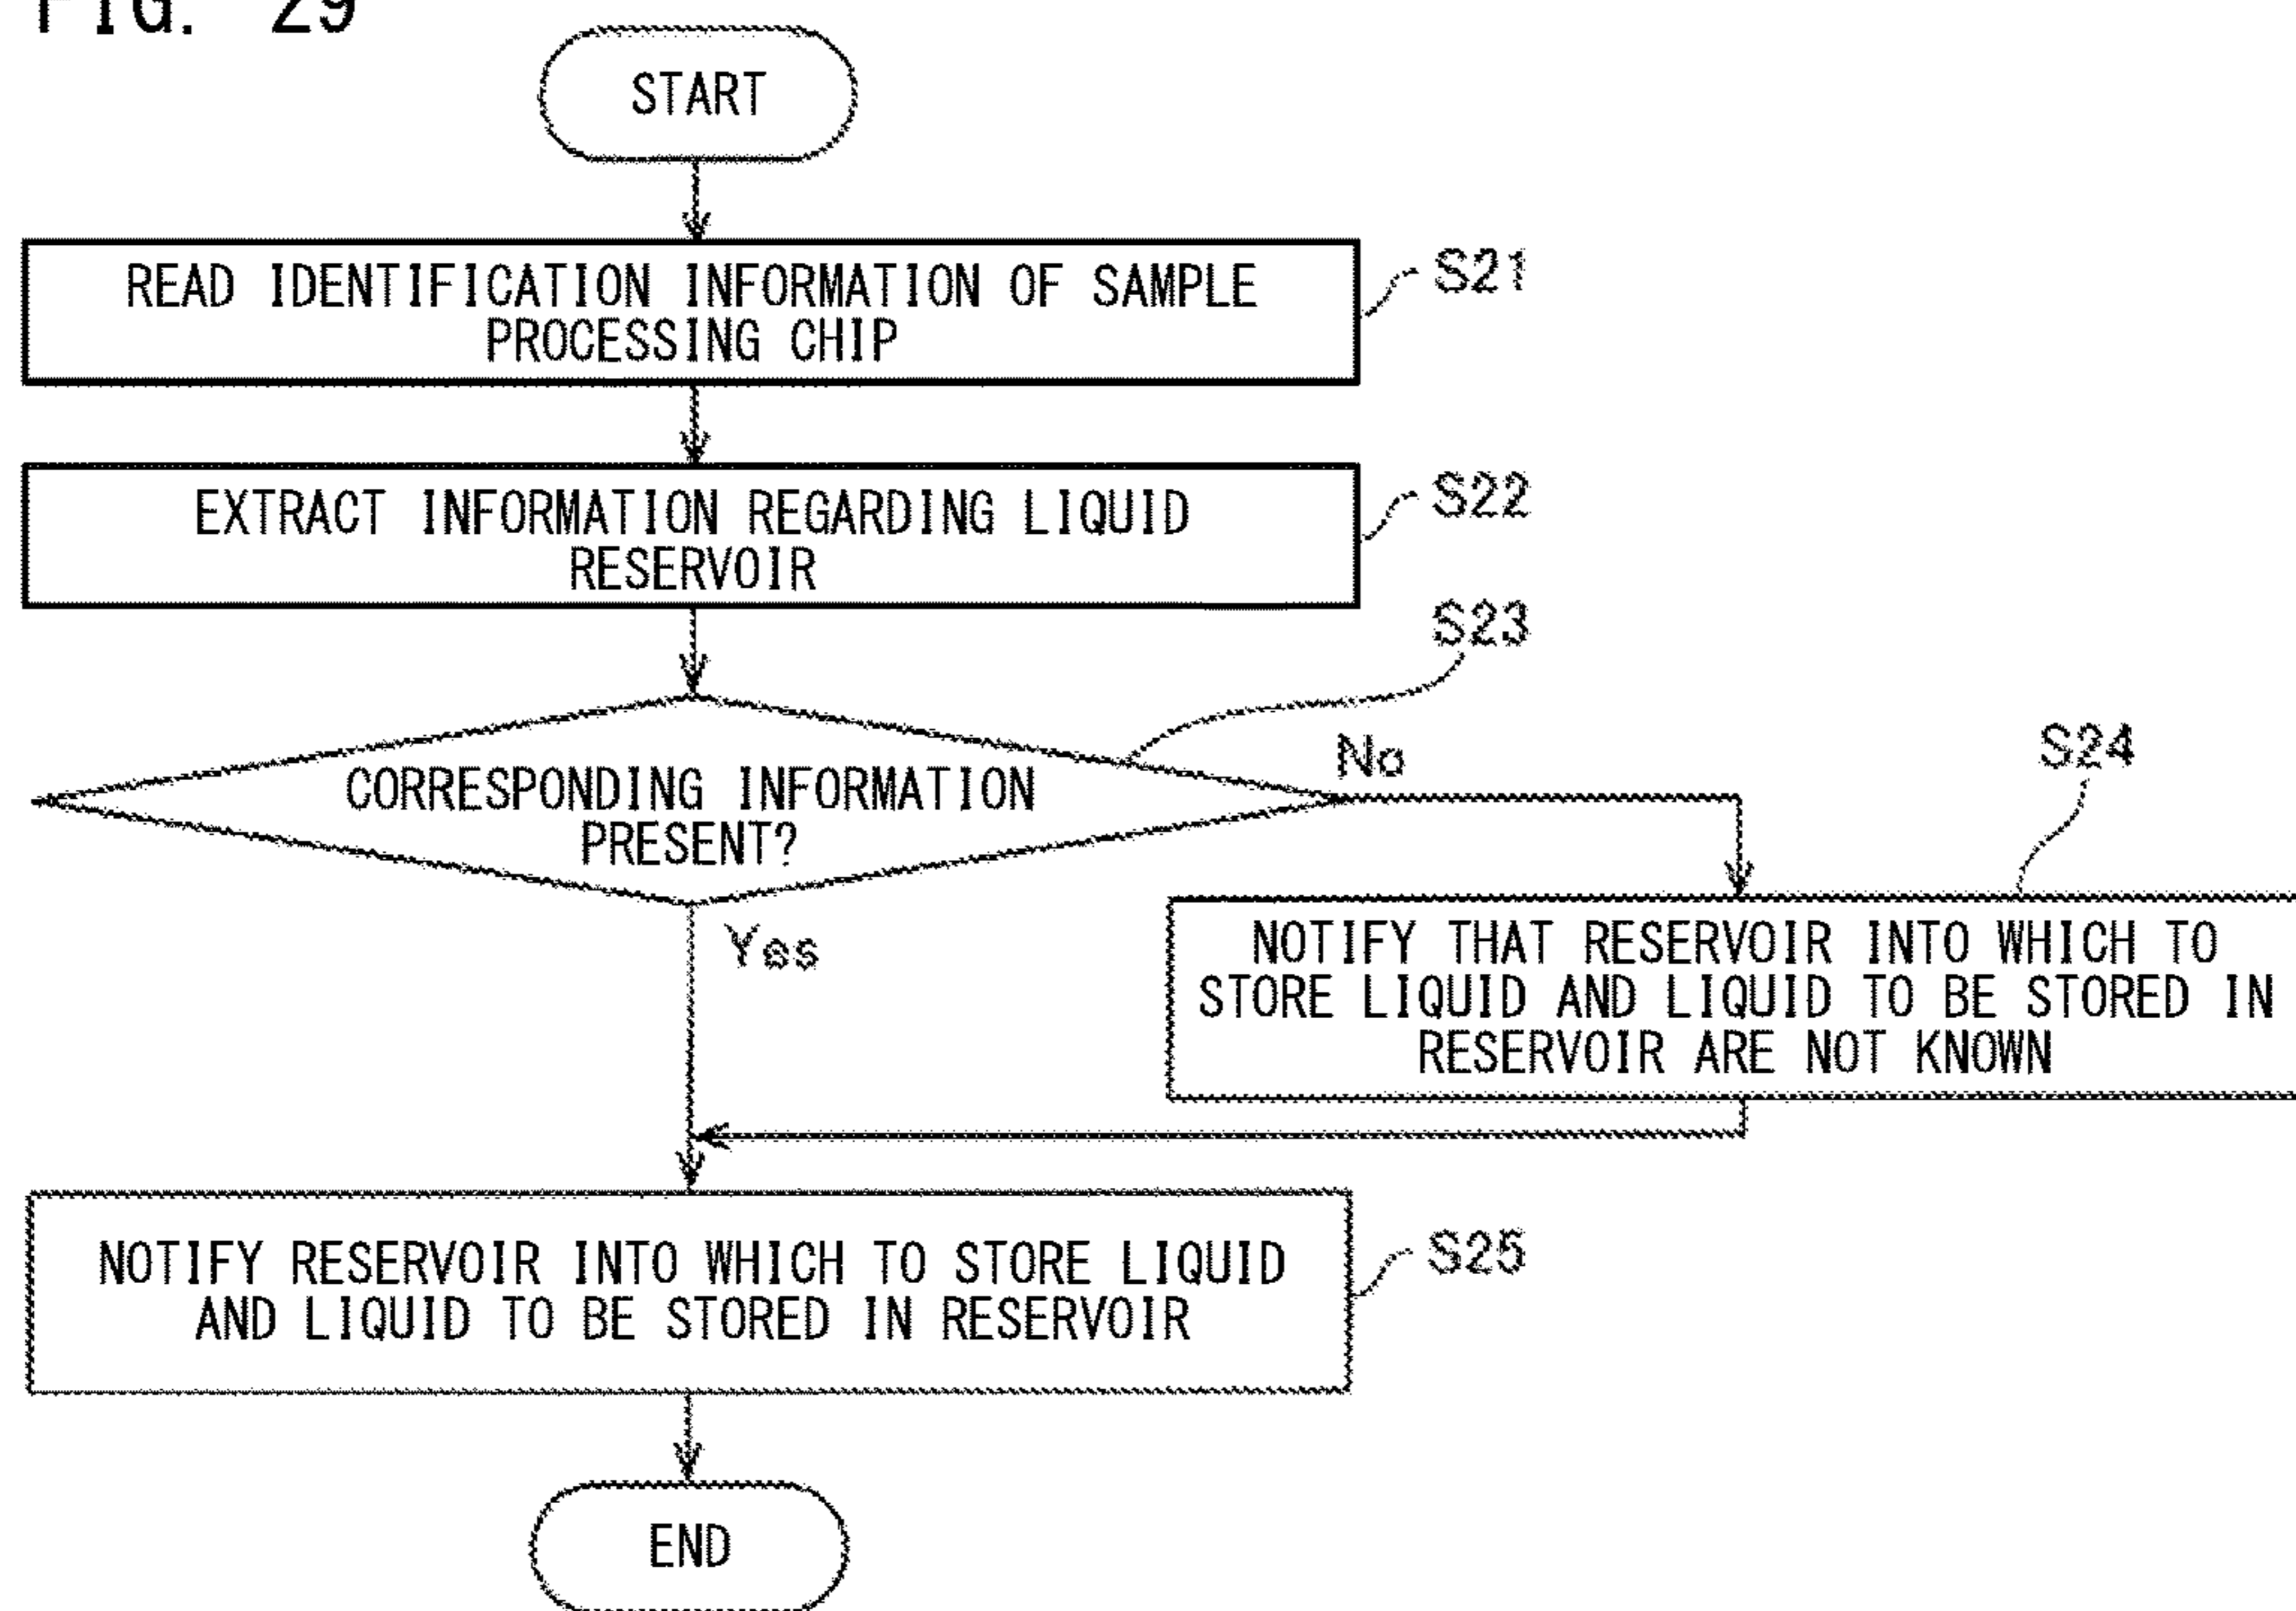 FIG. 29
START
READ IDENTIFICATION INFORMATION OF SAMPLE
PROCESSING CHIP
S21
EXTRACT INFORMATION REGARDING LIQUID
RESERVOIR
S22
S23
CORRESPONDING INFORMATION
PRESENT?
No
S24
Yes
NOTIFY THAT RESERVOIR INTO WHICH TO
STORE LIQUID AND LIQUID TO BE STORED IN
RESERVOIR ARE NOT KNOWN
NOTIFY RESERVOIR INTO WHICH TO STORE LIQUID
AND LIQUID TO BE STORED IN RESERVOIR
S25
END